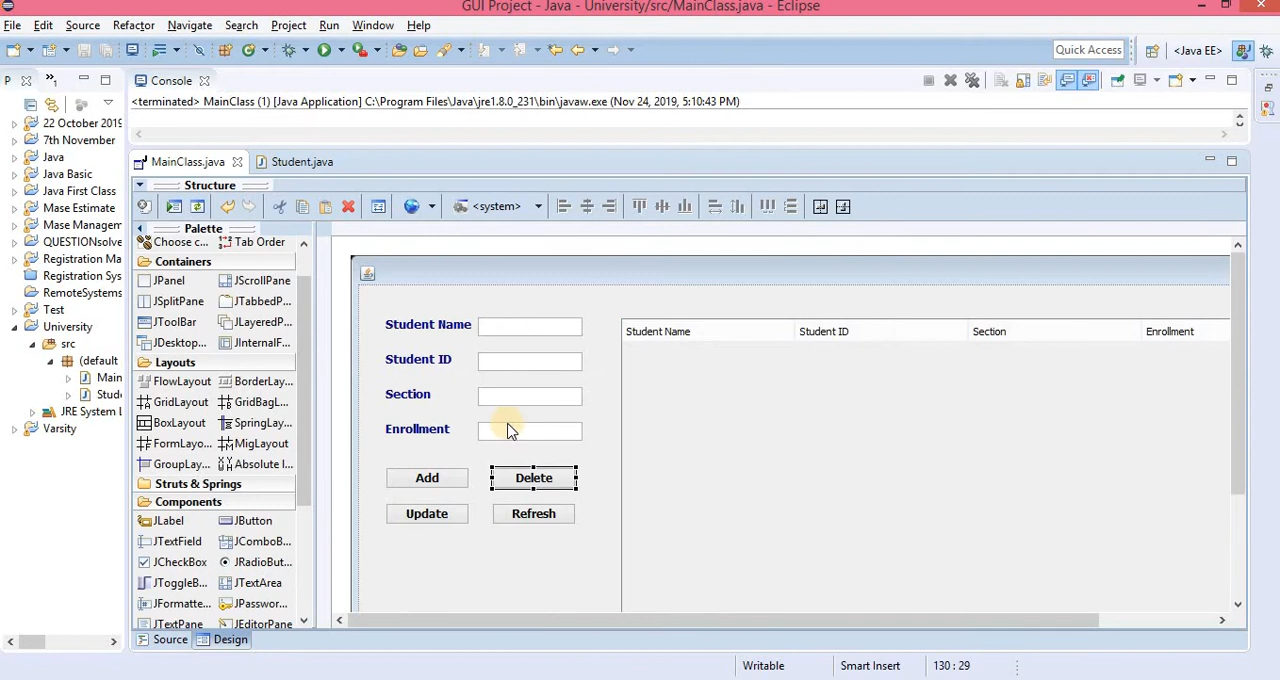 GUI Project - Java - University/src/MainClass.java - Eclipse
File Edit Source Refactor Navigate Search Project Run Window Help
Quick Access <Java EE>
P »1 Console
<terminated> MainClass (1) [Java Application] C:\Program Files\Java\jre1.8.0_231\bin\javaw.exe (Nov 24, 2019, 5:10:43 PM)
22 October 2019
7th November
Java
Java Basic
Java First Class
Mase Estimate
Mase Managem
QUESTIONsolve
Registration Ma
Registration Sys
RemoteSystems
Test
University
src
(default
Main
Stude
JRE System L
Varsity
MainClass.java Student.java
Structure
<system>
Palette
Choose c... Tab Order
Containers
JPanel JScrollPane
JSplitPane JTabbedP...
JToolBar JLayeredP...
JDesktop... JInternalF...
Layouts
FlowLayout BorderLay...
GridLayout GridBagL...
BoxLayout SpringLay...
FormLayo... MigLayout
GroupLay... Absolute l...
Struts & Springs
Components
JLabel JButton
JTextField JComboB...
JCheckBox JRadioBut...
JToggleB... JTextArea
JFormatte... JPasswor...
JTextPane JEditorPane
Student Name
Student ID
Section
Enrollment
Add Delete
Update Refresh
Student Name Student ID Section Enrollment
Source Design
Writable Smart Insert 130 : 29